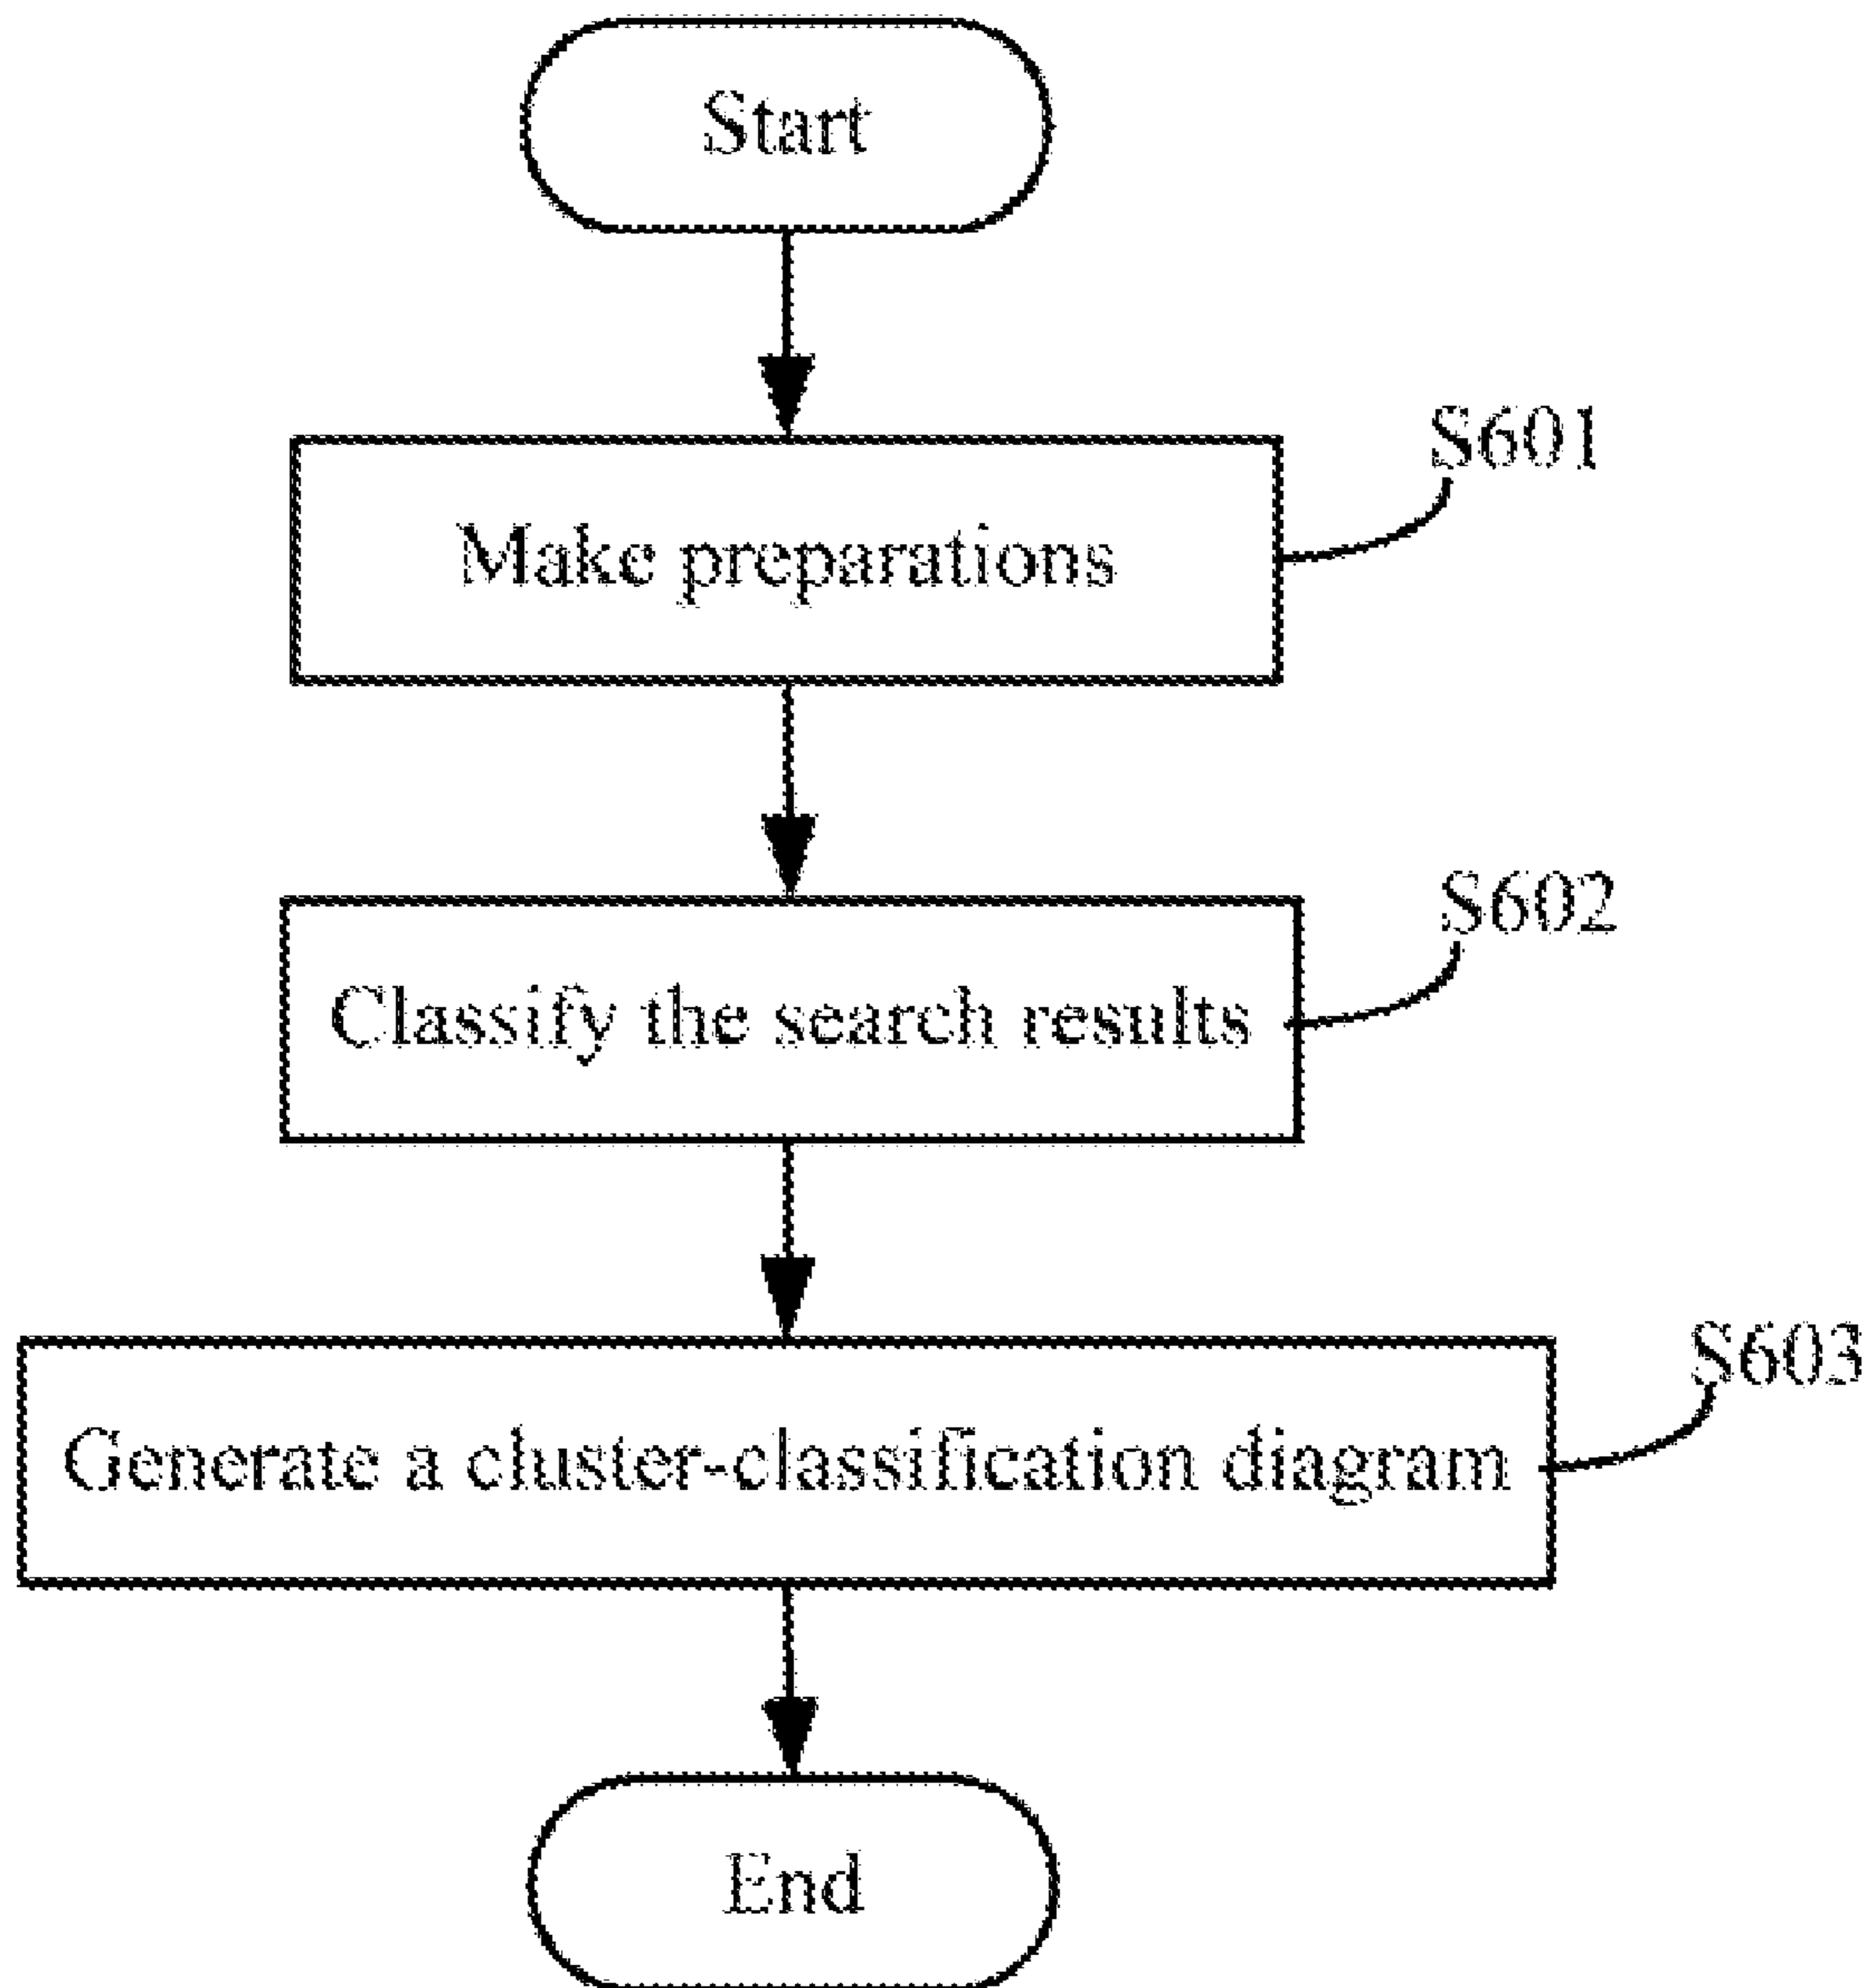 Start
S601
Make preparations
S602
Classify the search results
S603
Generate a cluster-classification diagram
End